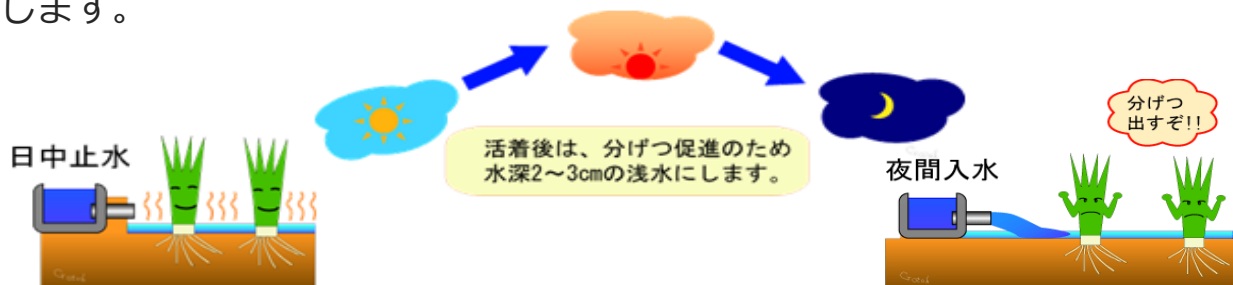 します。
日中止水
活着後は、分げつ促進のため
水深2～3cmの浅水にします。
夜間入水
分げつ
出すぞ!!